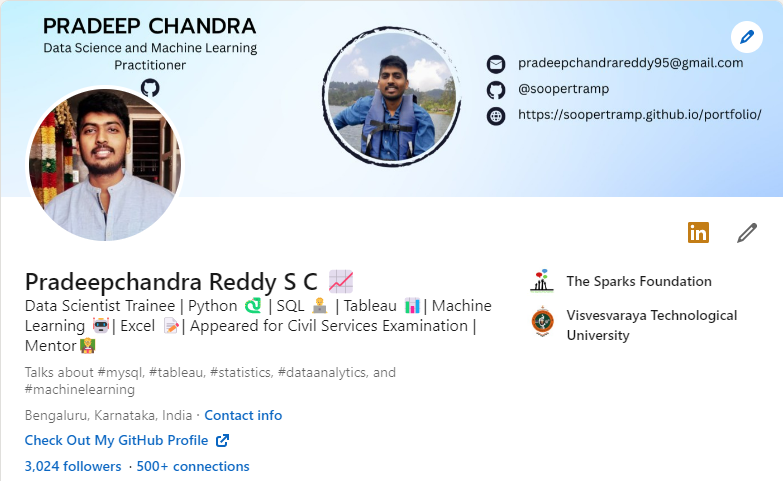 PRADEEP CHANDRA
Data Science and Machine Learning
Practitioner
pradeepchandrareddy95@gmail.com
@soopertramp
https://soopertramp.github.io/portfolio/
in
Pradeepchandra Reddy S C 📈
Data Scientist Trainee | Python | SQL | Tableau 📊 | Machine
Learning 🤖 | Excel 📝 | Appeared for Civil Services Examination |
Mentor 👩‍🏫
Talks about #mysql, #tableau, #statistics, #dataanalytics, and
#machinelearning
Bengaluru, Karnataka, India · Contact info
Check Out My GitHub Profile
3,024 followers · 500+ connections
The Sparks Foundation
Visvesvaraya Technological
University